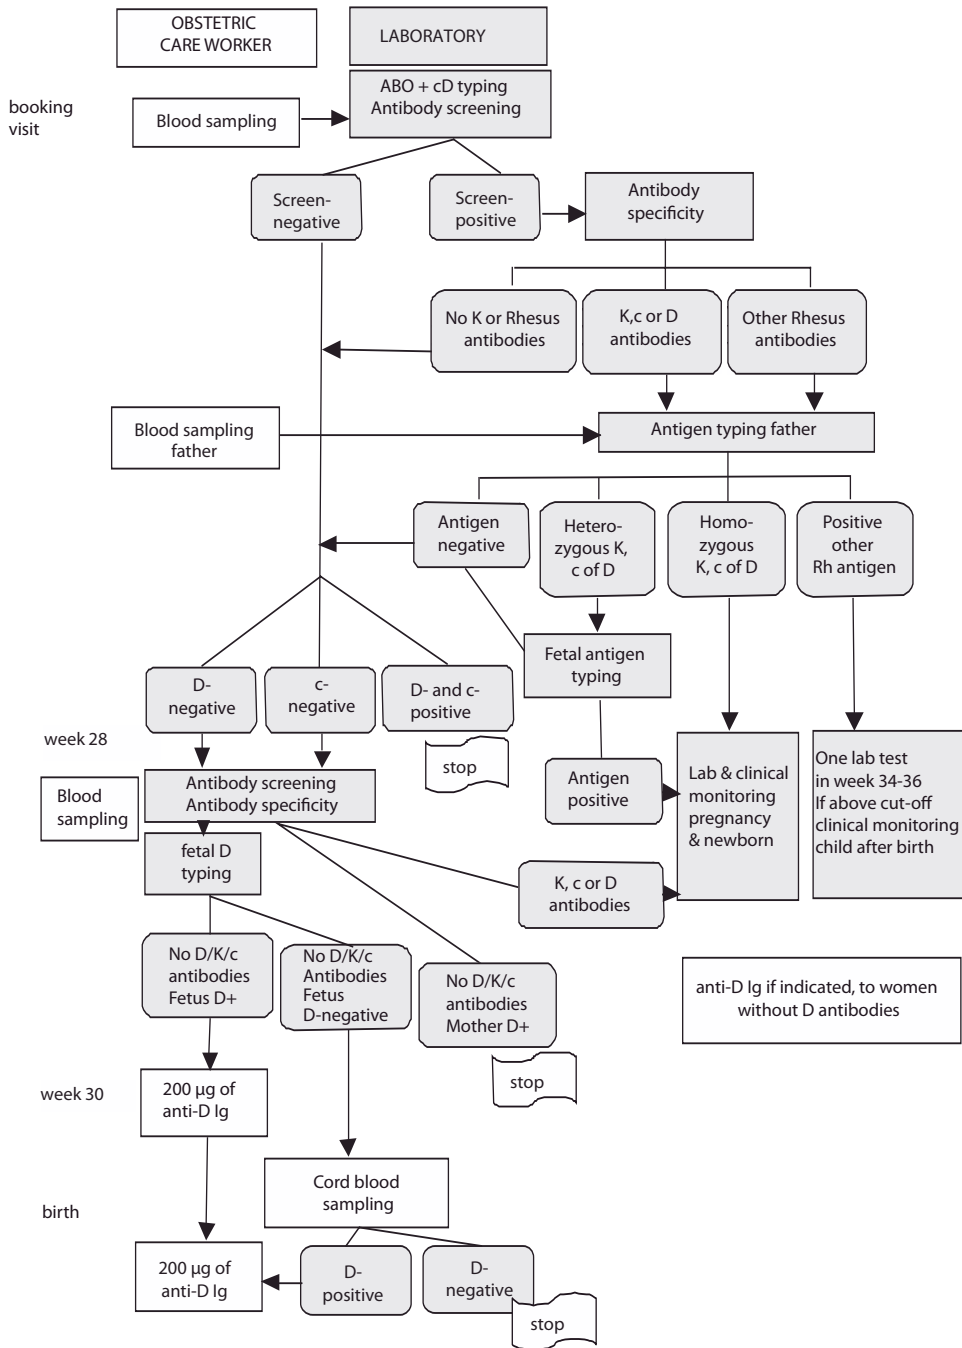 OBSTETRIC
CARE WORKER
LABORATORY
booking
visit
Blood sampling
ABO + cD typing
Antibody screening
Screen-
negative
Screen-
positive
Antibody
specificity
No K or Rhesus
antibodies
K,c or D
antibodies
Other Rhesus
antibodies
Blood sampling
father
Antigen typing father
Antigen
negative
Hetero-
zygous K,
c of D
Homo-
zygous
K, c of D
Positive
other
Rh antigen
Fetal antigen
typing
D-
negative
c-
negative
D- and c-
positive
stop
week 28
Blood
sampling
Antibody screening
Antibody specificity
Antigen
positive
Lab & clinical
monitoring
pregnancy
& newborn
One lab test
in week 34-36
If above cut-off
clinical monitoring
child after birth
fetal D
typing
K, c or D
antibodies
No D/K/c
antibodies
Fetus D+
No D/K/c
Antibodies
Fetus
D-negative
No D/K/c
antibodies
Mother D+
stop
anti-D Ig if indicated, to women
without D antibodies
week 30
200 µg of
anti-D Ig
Cord blood
sampling
birth
200 µg of
anti-D Ig
D-
positive
D-
negative
stop